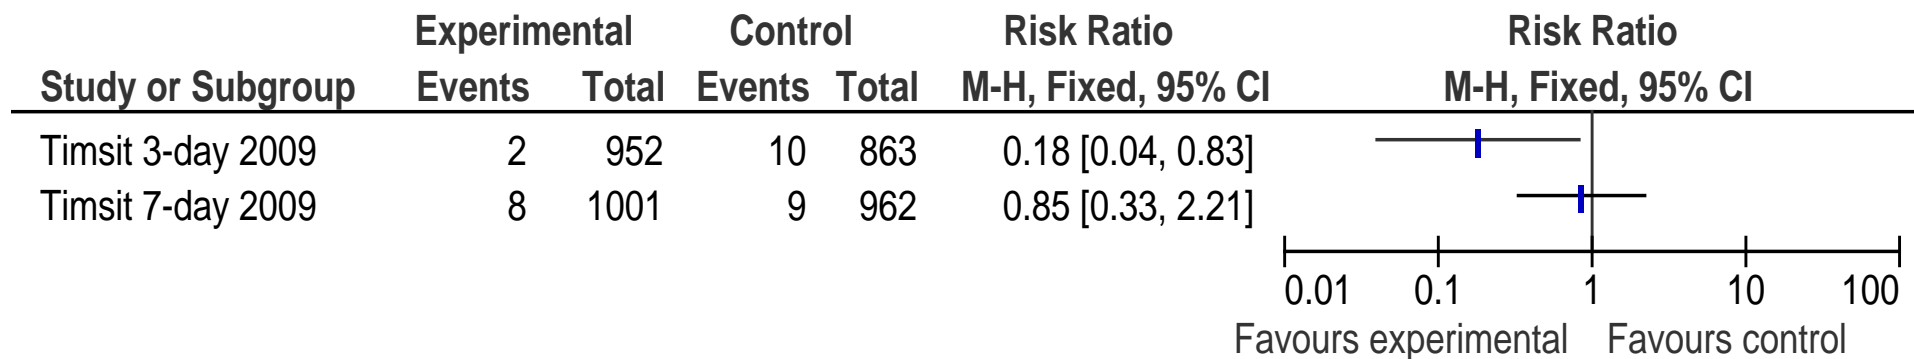 Experimental Control Risk Ratio Risk Ratio
Study or Subgroup Events Total Events Total M-H, Fixed, 95% CI M-H, Fixed, 95% CI
Timsit 3-day 2009 2 952 10 863 0.18 [0.04, 0.83]
Timsit 7-day 2009 8 1001 9 962 0.85 [0.33, 2.21]
0.01 0.1 1 10 100
Favours experimental Favours control